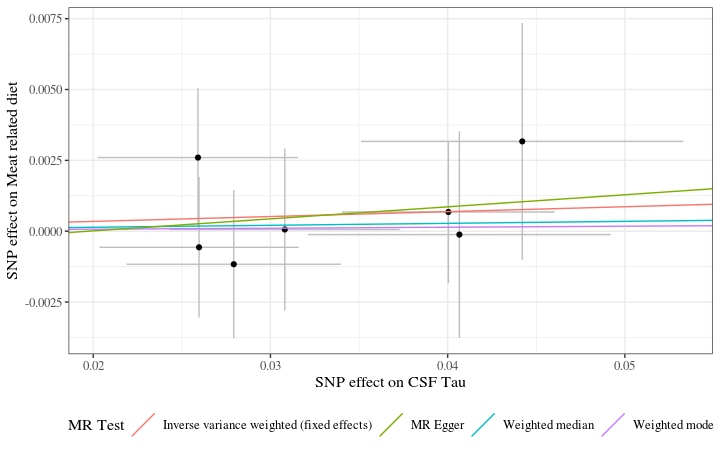 0.0075
0.0050
0.0025
0.0000
-0.0025
SNP effect on Meat related diet
0.02 0.03 0.04 0.05
SNP effect on CSF Tau
MR Test Inverse variance weighted (fixed effects) MR Egger Weighted median Weighted mode